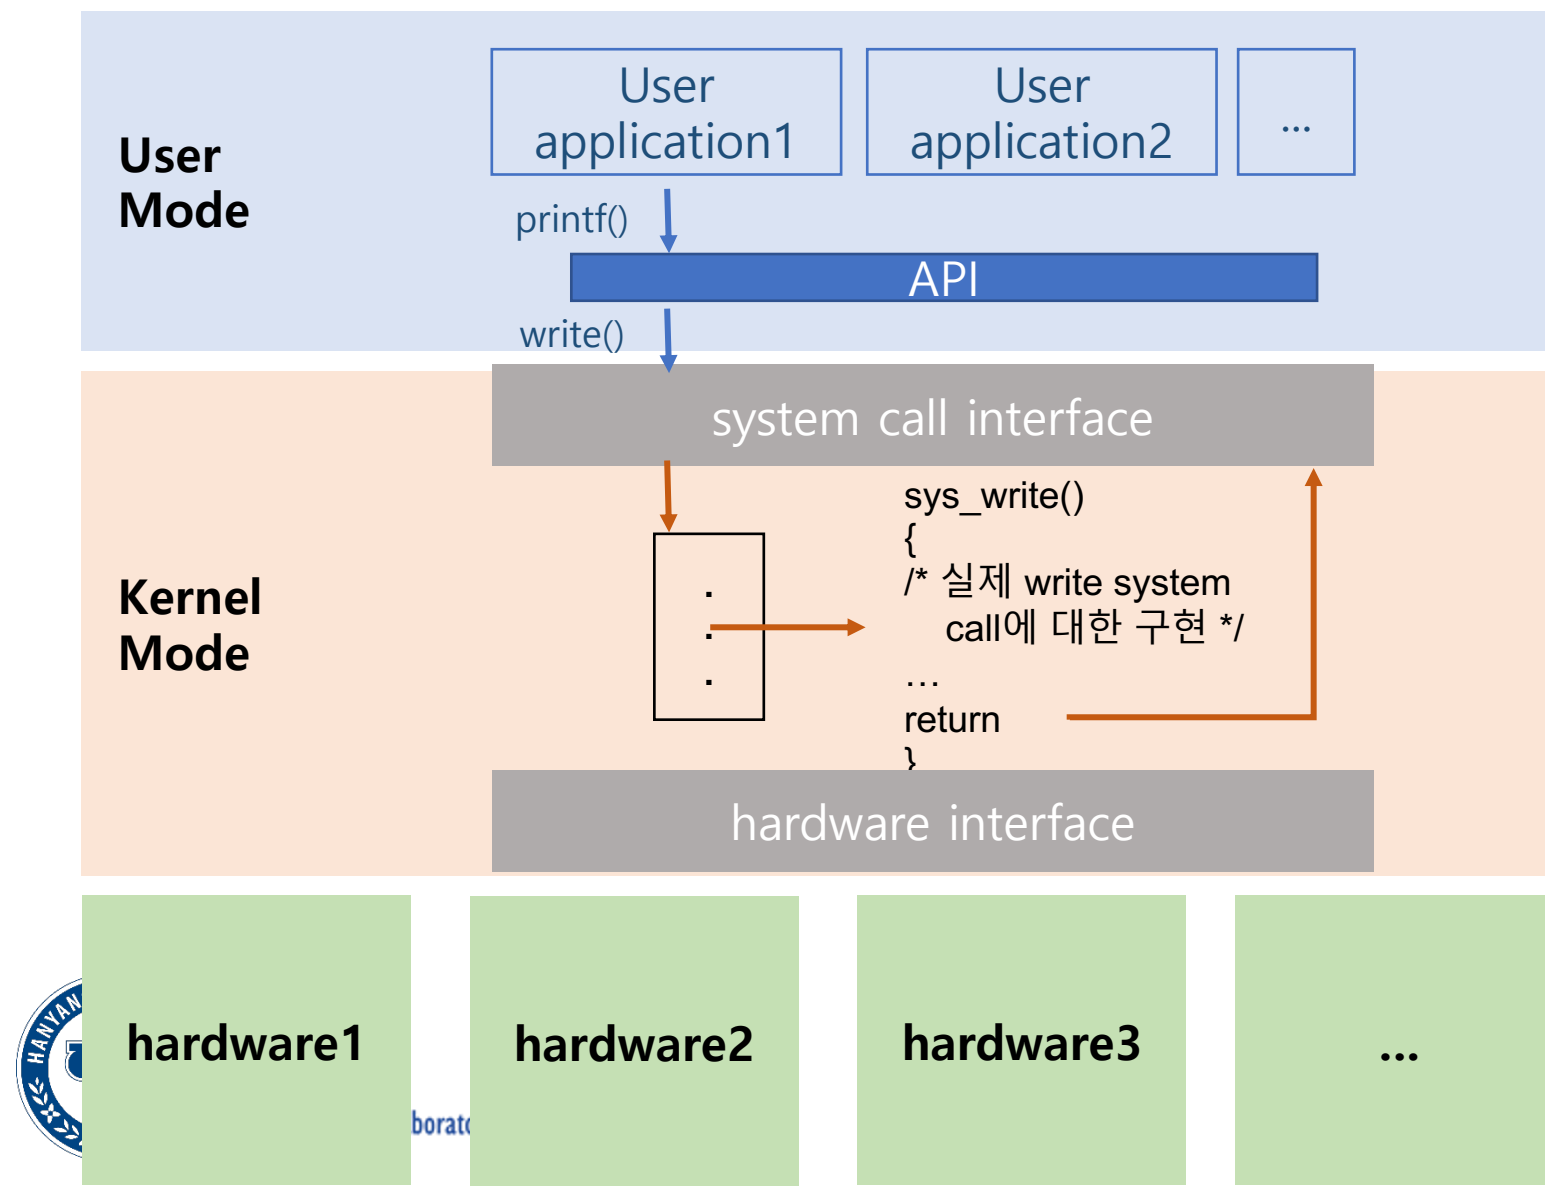 User
application1
User
application2
...
User
Mode
printf()
API
write()
system call interface
sys_write()
{
/* 실제 write system
call에 대한 구현 */
Kernel
Mode
.
.
.
…
return
}
hardware interface
hardware1
hardware2
hardware3
...